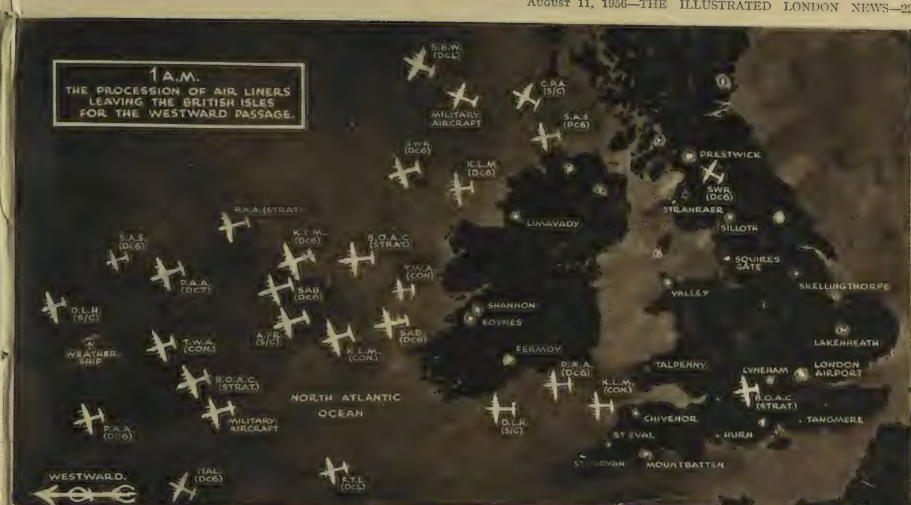 AUGUST 11, 1956—THE ILLUSTRATED LONDON NEWS—
1 A.M.
THE PROCESSION OF AIR LINERS
LEAVING THE BRITISH ISLES
FOR THE WESTWARD PASSAGE.
MILITARY
AIRCRAFT
S.A.S
SWR.
(DC6)
K.L.M.
(DC6)
PRESTWICK
SWR
(DC6)
STRANRAER
SILLOTH
LIMAVADY
P.A.A. (STRAT.)
S.A.S
(DC6)
P.A.A.
(DC7)
K.L.M.
(DC6)
B.O.A.C
(STRAT.)
T.W.A.
(CON)
SAB
(DC6)
SQUIRES
GATE
VALLEY
SKELLINGTHORPE
D.L.H
(S/C)
SHANNON
FOYNES
LAKENHEATH
WEATHER
SHIP
T.W.A.
(CON.)
A.FR.
(S/C)
K.L.M.
(CON.)
SAB.
(DC6)
FERMOY
TALPENNY
LYNEHAM
LONDON
AIRPORT
P.A.A
(DC6)
K.L.M.
(CON.)
B.O.A.C.
(STRAT.)
B.O.A.C
(STRAT.)
NORTH ATLANTIC
OCEAN
P.A.A.
(DC6)
MILITARY
AIRCRAFT
D.L.H
(S/C)
CHIVENOR
TANGMERE
ST EVAL
HURN
MOUNTBATTEN
WESTWARD.
ITAL.
(DC6)